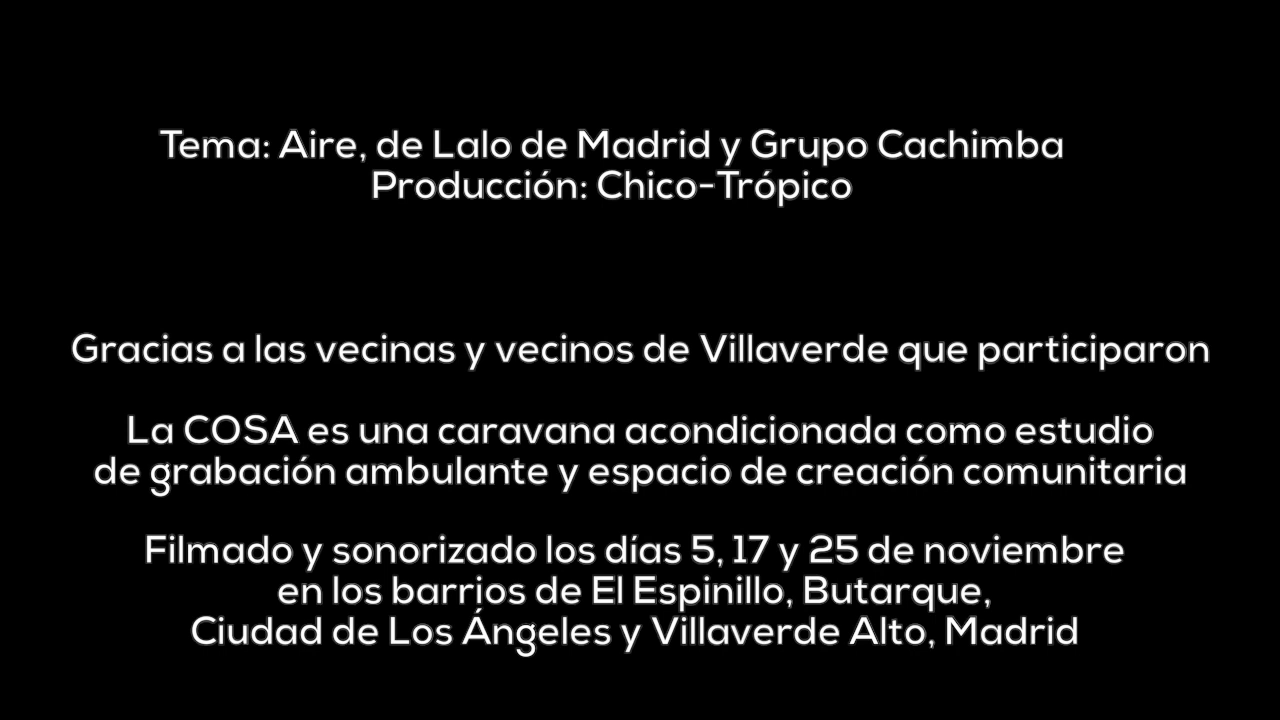 Tema: Aire, de Lalo de Madrid y Grupo Cachimba
Producción: Chico-Trópico
Gracias a las vecinas y vecinos de Villaverde que participaron
La COSA es una caravana acondicionada como estudio
de grabación ambulante y espacio de creación comunitaria
Filmado y sonorizado los días 5, 17 y 25 de noviembre
en los barrios de El Espinillo, Butarque,
Ciudad de Los Ángeles y Villaverde Alto, Madrid